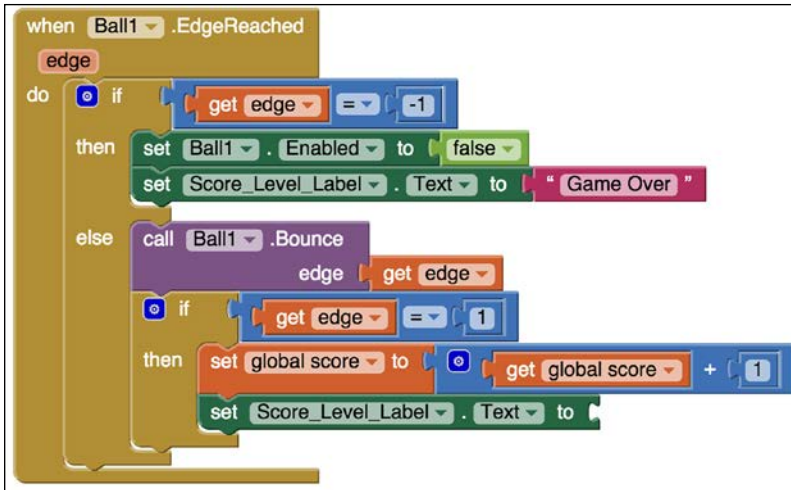 when Ball1 .EdgeReached
edge
do if get edge = -1
then set Ball1 . Enabled to false
set Score_Level_Label . Text to " Game Over "
else call Ball1 .Bounce
edge get edge
if get edge = 1
then set global score to get global score + 1
set Score_Level_Label . Text to